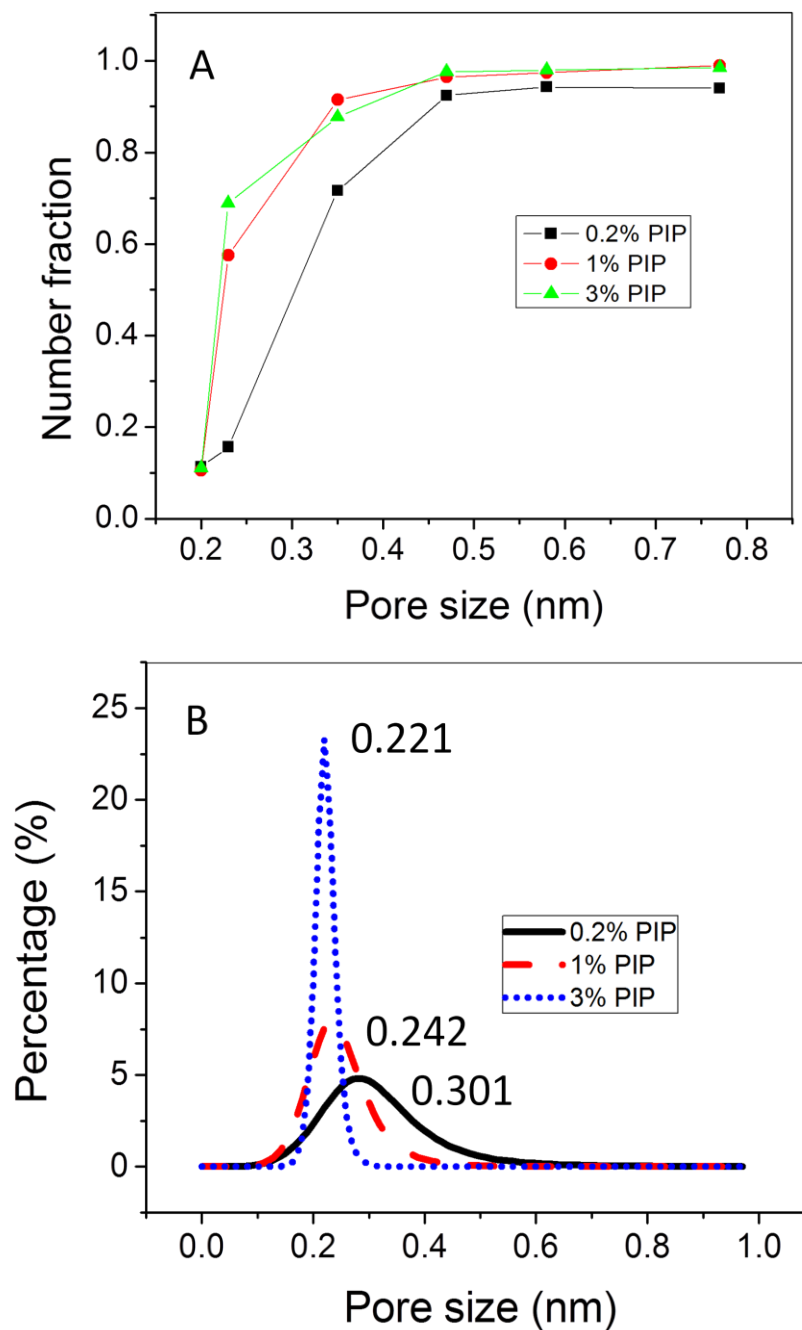 A
Number fraction
1.0
0.8
0.6
0.4
0.2
0.0
0.2% PIP
1% PIP
3% PIP
0.2 0.3 0.4 0.5 0.6 0.7 0.8
Pore size (nm)
B
Percentage (%)
25
20
15
10
5
0
0.221
0.242
0.301
0.2% PIP
1% PIP
3% PIP
0.0 0.2 0.4 0.6 0.8 1.0
Pore size (nm)